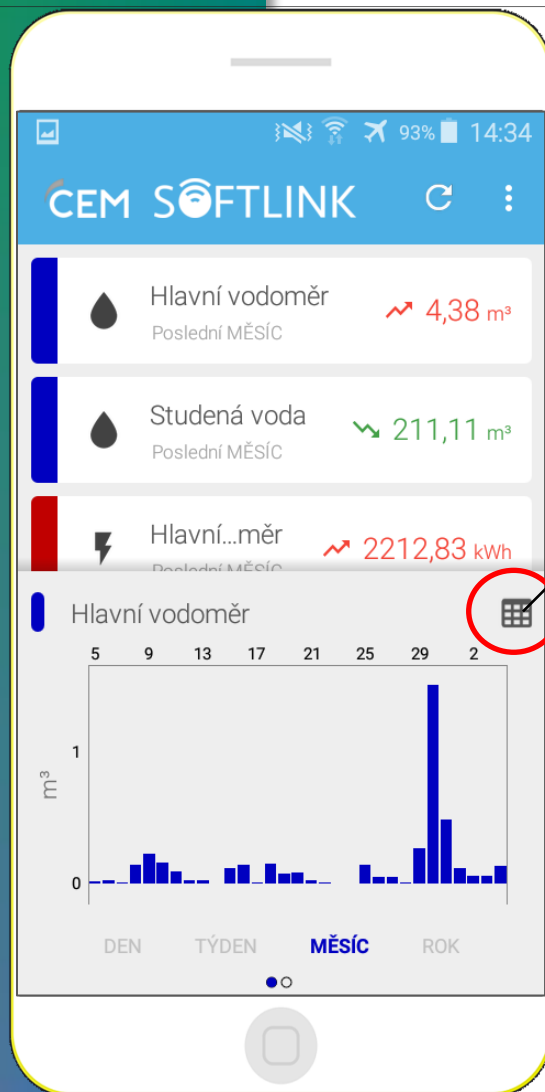 93% 14:34
CEM SOFTLINK
Hlavní vodoměr
4,38 m³
Poslední MĚSÍC
Studená voda
211,11 m³
Poslední MĚSÍC
Hlavní...měr
2212,83 kWh
Poslední MĚSÍC
Hlavní vodoměr
5 9 13 17 21 25 29 2
1
m³
0
DEN TÝDEN MĚSÍC ROK